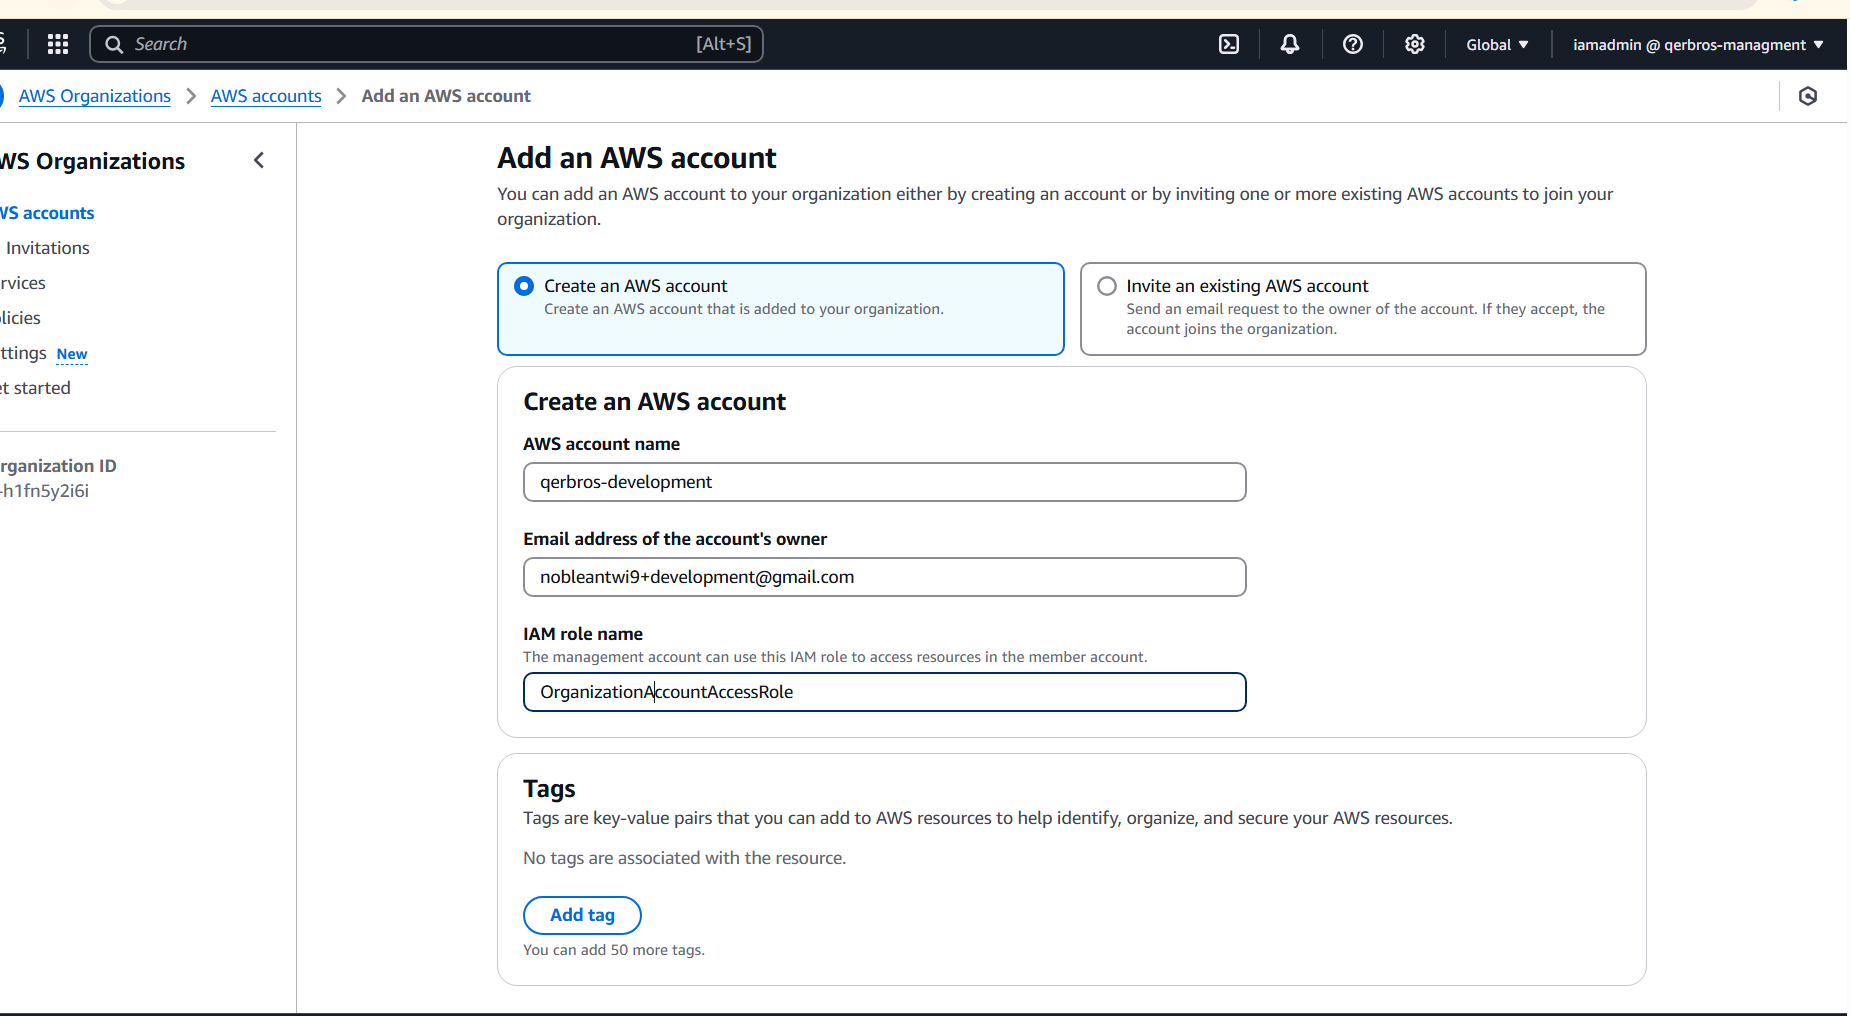 Search [Alt+S] Global iamadmin @ qerbros-managment
AWS Organizations > AWS accounts > Add an AWS account
WS Organizations
WS accounts
Invitations
rvices
licies
ttings New
et started
rganization ID
-h1fn5y2i6i
Add an AWS account
You can add an AWS account to your organization either by creating an account or by inviting one or more existing AWS accounts to join your
organization.
Create an AWS account
Create an AWS account that is added to your organization.
Invite an existing AWS account
Send an email request to the owner of the account. If they accept, the
account joins the organization.
Create an AWS account
AWS account name
qerbros-development
Email address of the account's owner
nobleantwi9+development@gmail.com
IAM role name
The management account can use this IAM role to access resources in the member account.
OrganizationAccountAccessRole
Tags
Tags are key-value pairs that you can add to AWS resources to help identify, organize, and secure your AWS resources.
No tags are associated with the resource.
Add tag
You can add 50 more tags.